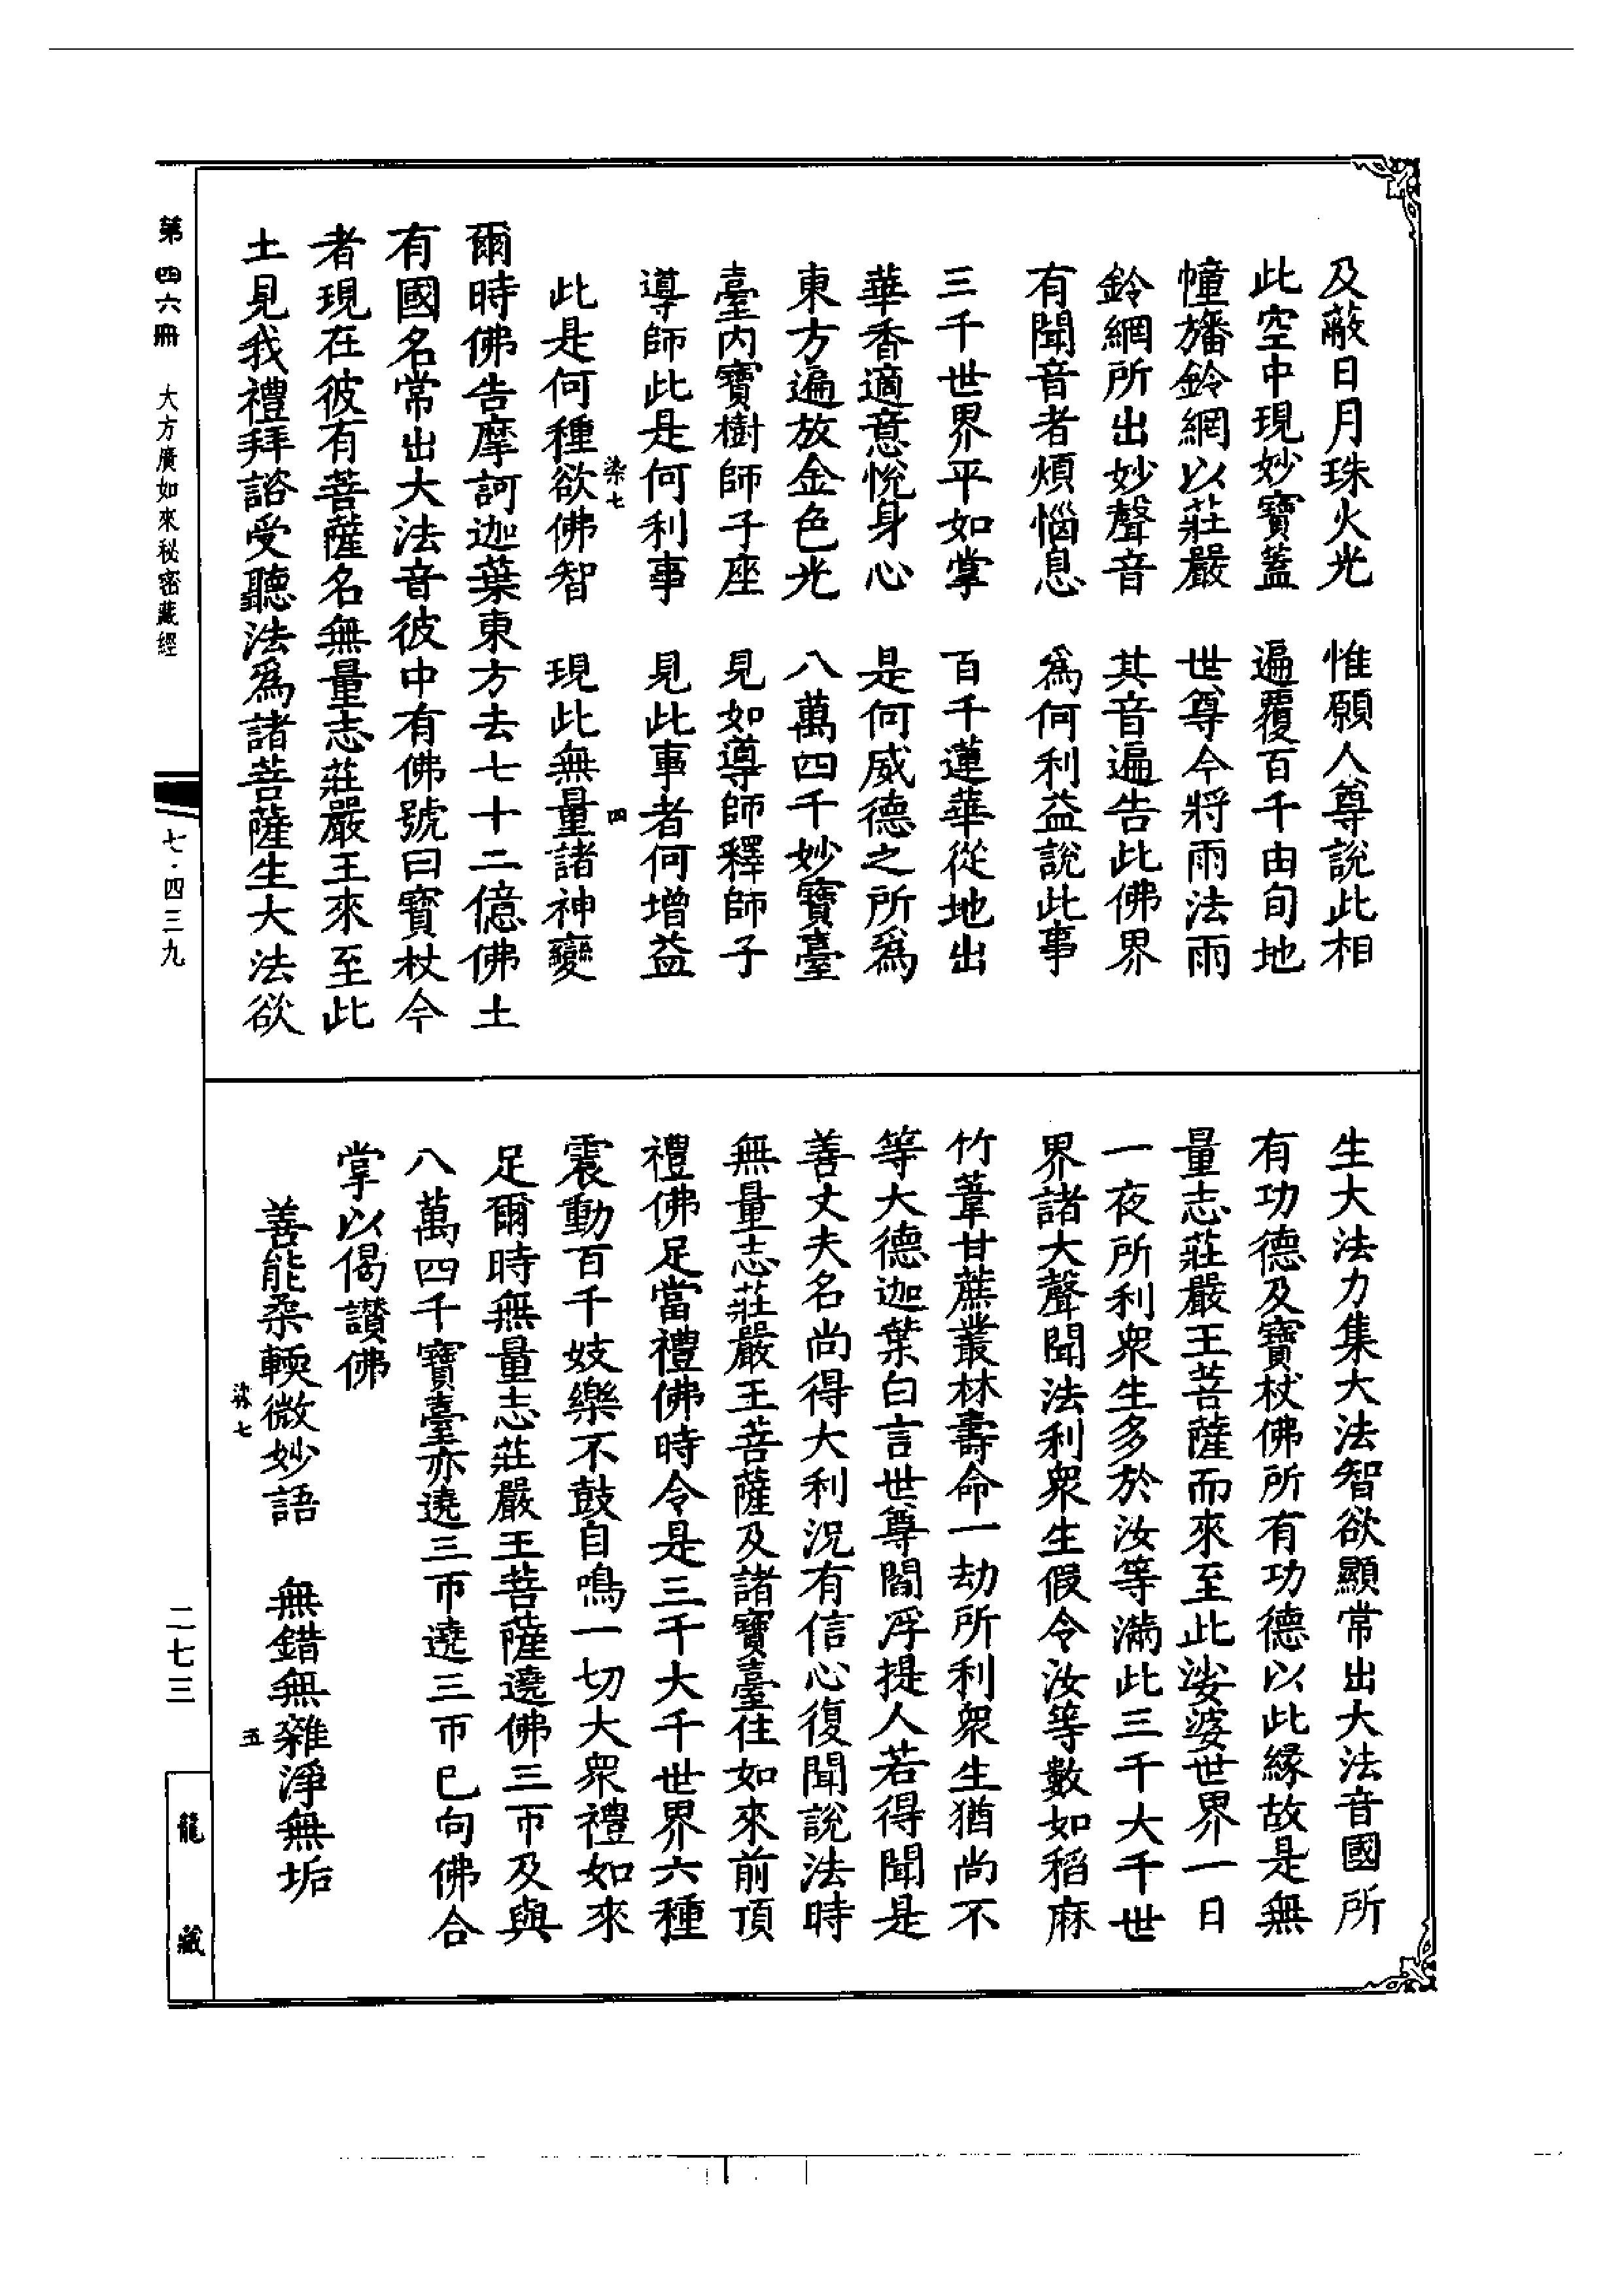 及蔽日月珠火光　惟願人尊說此相
此空中現妙寶蓋　遍覆百千由旬地
幢旛鈴網以莊嚴　世尊今將雨法雨
鈴網所出妙聲音　其音遍告此佛界
有聞音者煩惱息　爲何利益說此事
三千世界平如掌　百千蓮華從地出
華香適意悅身心　是何威德之所爲
東方遍放金色光　八萬四千妙寶臺
臺內寶樹師子座　見如導師釋師子
導師此是何利事　見此事者何增益
染七　四
此是何種欲佛智　現此無量諸神變
爾時佛告摩訶迦葉東方去七十二億佛土
有國名常出大法音彼中有佛號曰寶杖今
者現在彼有菩薩名無量志莊嚴王來至此
土見我禮拜諮受聽法爲諸菩薩生大法欲
生大法力集大法智欲顯常出大法音國所
有功德及寶杖佛所有功德以此緣故是無
量志莊嚴王菩薩而來至此娑婆世界一日
一夜所利衆生多於汝等滿此三千大千世
界諸大聲聞法利衆生假令汝等數如稻麻
竹葦甘蔗叢林壽命一劫所利衆生猶尚不
等大德迦葉白言世尊閻浮提人若得聞是
善丈夫名尚得大利況有信心復聞說法時
無量志莊嚴王菩薩及諸寶臺住如來前頂
禮佛足當禮佛時令是三千大千世界六種
震動百千妓樂不鼓自鳴一切大衆禮如來
足爾時無量志莊嚴王菩薩遶佛三帀及與
八萬四千寶臺亦遶三帀遶三帀已向佛合
掌以偈讚佛
善能柔輭微妙語　無錯無雜淨無垢
染七　五
第四六冊　大方廣如來秘密藏經
七·四三九
二七三
龍藏